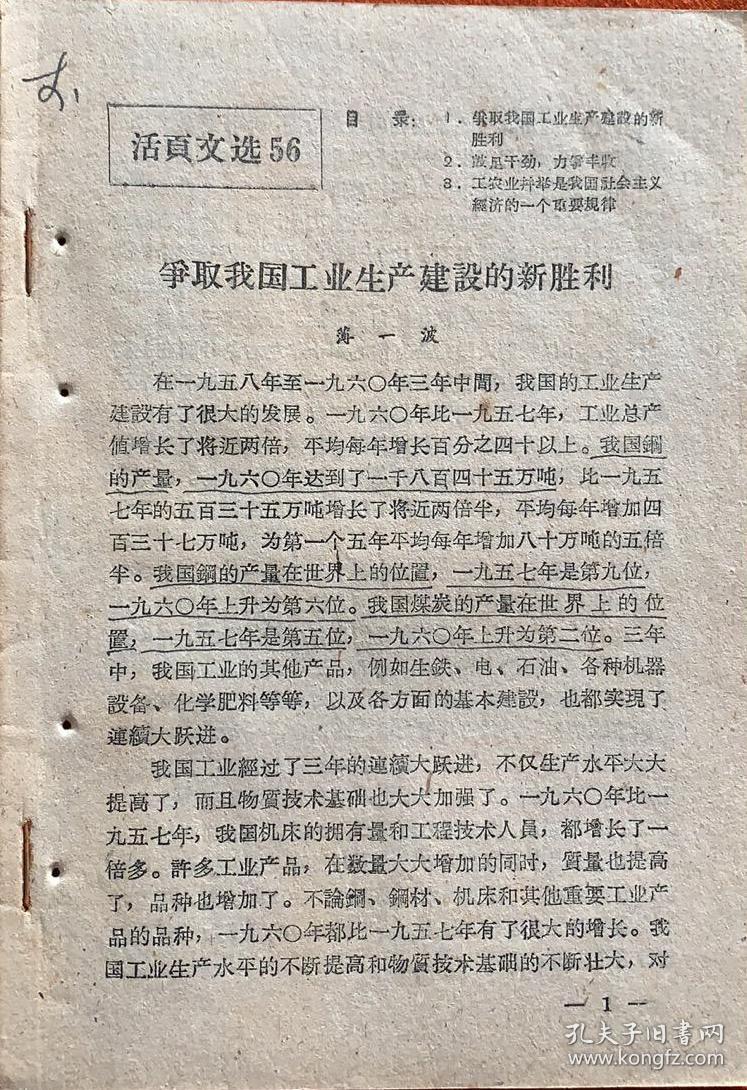 活頁文选56
目 录：1．爭取我国工业生产建設的新
胜利
2．鼓足干劲，力爭丰收
3．工农业并举是我国社会主义
經济的一个重要規律
爭取我国工业生产建設的新胜利
薄一波
在一九五八年至一九六〇年三年中間，我国的工业生产
建設有了很大的发展。一九六〇年比一九五七年，工业总产
值增长了将近两倍，平均每年增长百分之四十以上。我国鋼
的产量，一九六〇年达到了一千八百四十五万吨，比一九五
七年的五百三十五万吨增长了将近两倍半，平均每年增加四
百三十七万吨，为第一个五年平均每年增加八十万吨的五倍
半。我国鋼的产量在世界上的位置，一九五七年是第九位，
一九六〇年上升为第六位。我国煤炭的产量在世界上的位
置，一九五七年是第五位，一九六〇年上升为第二位。三年
中，我国工业的其他产品，例如生鉄、电、石油、各种机器
設备、化学肥料等等，以及各方面的基本建設，也都实現了
連續大跃进。
我国工业經过了三年的連續大跃进，不仅生产水平大大
提高了，而且物質技术基础也大大加强了。一九六〇年比一
九五七年，我国机床的拥有量和工程技术人員，都增长了一
倍多。許多工业产品，在数量大大增加的同时，質量也提高
了，品种也增加了。不論鋼、鋼材、机床和其他重要工业产
品的品种，一九六〇年都比一九五七年有了很大的增长。我
国工业生产水平的不断提高和物質技术基础的不断壮大，对
— 1 —
孔夫子旧书网
www.kongfz.com